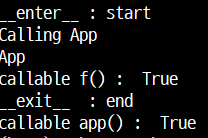 __enter__ : start
Calling App
App
callable f() :  True
__exit__  : end
callable app() :  True